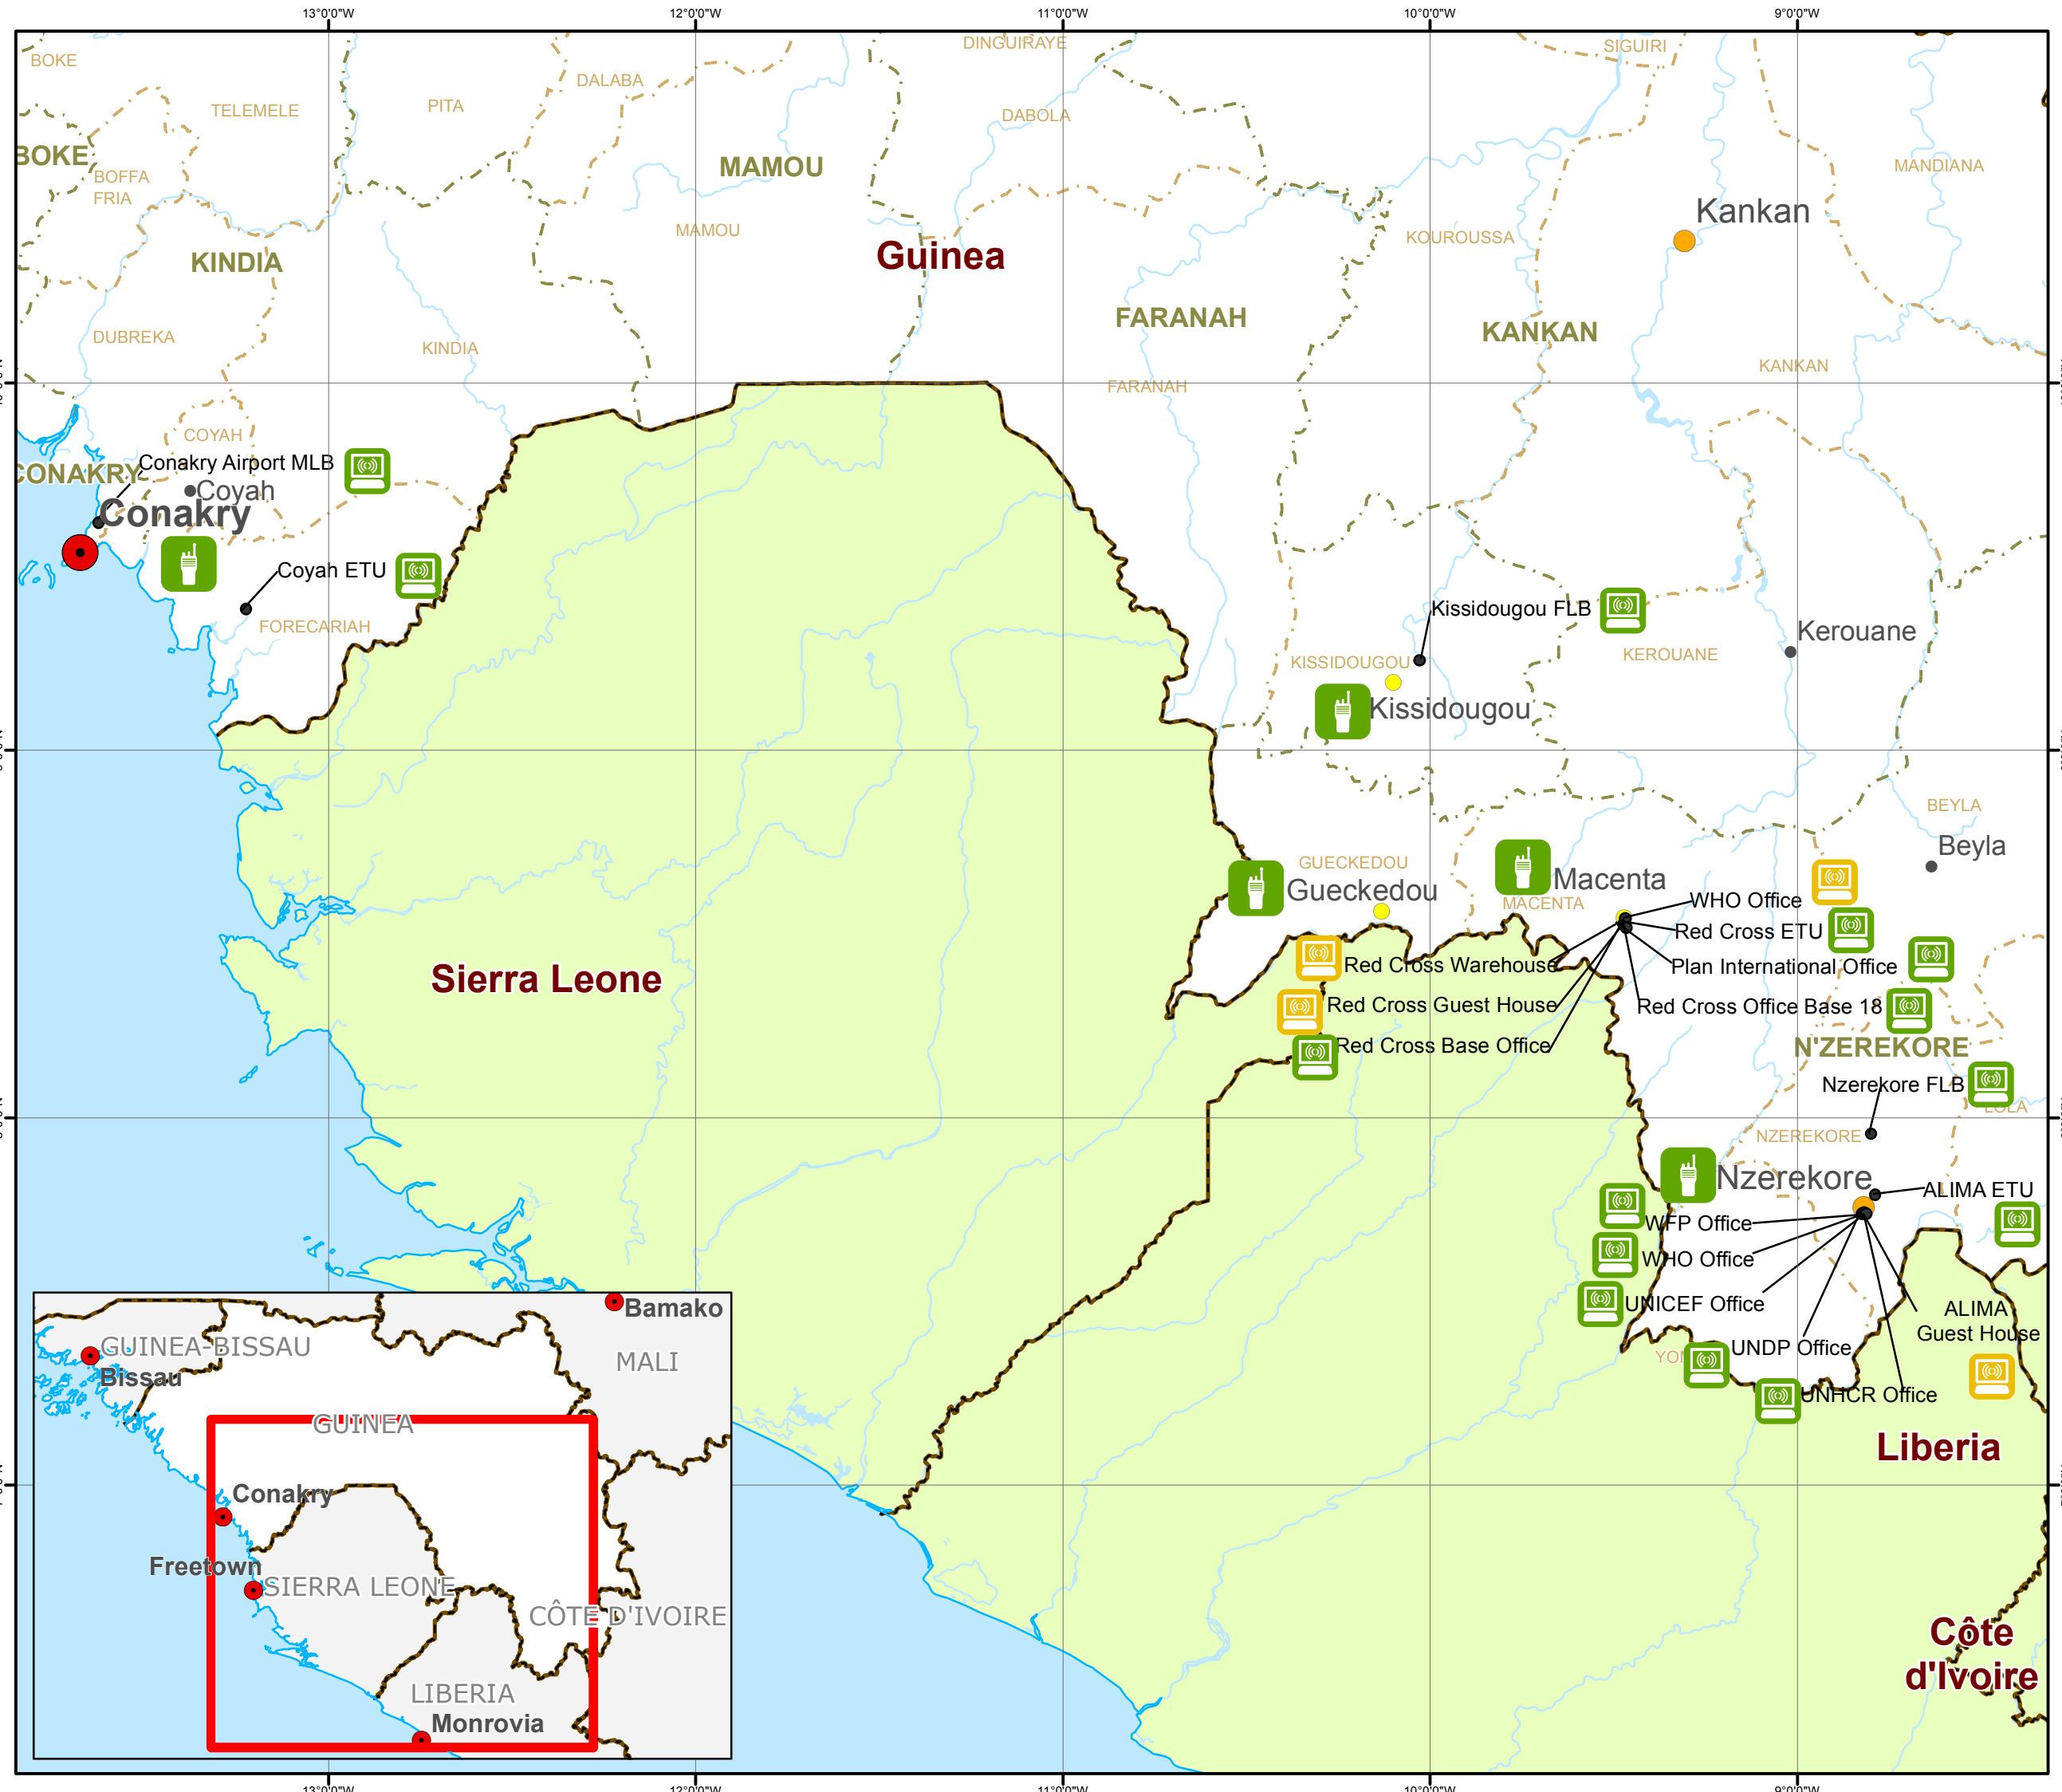 13°0'0"W
12°0'0"W
11°0'0"W
10°0'0"W
9°0'0"W
BOKE
TELEMELE
PITA
DALABA
DINGUIRAYE
DABOLA
SIGUIRI
MANDIANA
BOKE
BOFFA
FRIA
MAMOU
MAMOU
Kankan
KOUROUSSA
KINDIA
Guinea
FARANAH
KANKAN
DUBREKA
KINDIA
FARANAH
KANKAN
COYAH
CONAKRY
Conakry Airport MLB
Coyah
Conakry
Coyah ETU
FORECARIAH
Kissidougou FLB
KISSIDOUGOU
KEROUANE
Kerouane
Kissidougou
BEYLA
Beyla
GUECKEDOU
Gueckedou
Macenta
MACENTA
WHO Office
Red Cross ETU
Plan International Office
Red Cross Office Base 18
Red Cross Warehouse
Red Cross Guest House
Red Cross Base Office
Sierra Leone
N'ZEREKORE
Nzerekore FLB
LOLA
NZEREKORE
Nzerekore
ALIMA ETU
WFP Office
WHO Office
UNICEF Office
UNDP Office
ALIMA
Guest House
UNHCR Office
Liberia
Côte
d'Ivoire
Bamako
GUINEA-BISSAU
Bissau
MALI
GUINEA
Conakry
Freetown
SIERRA LEONE
CÔTE D'IVOIRE
LIBERIA
Monrovia
13°0'0"W
12°0'0"W
11°0'0"W
10°0'0"W
9°0'0"W